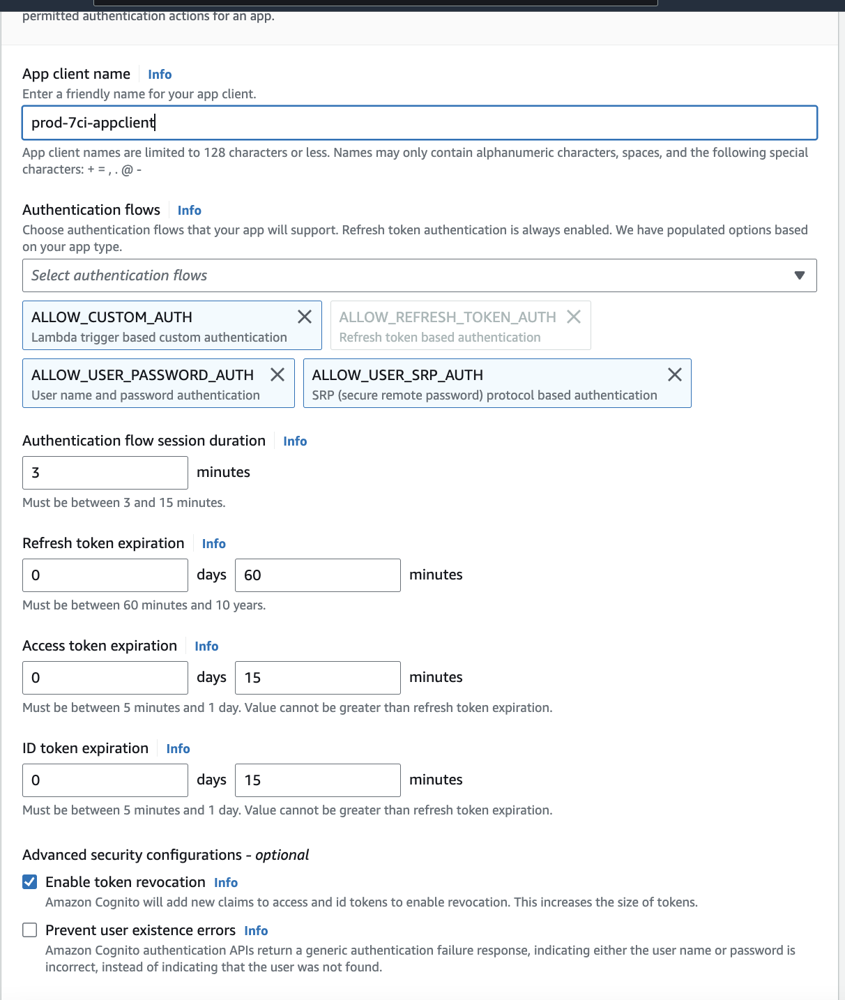 permitted authentication actions for an app.
App client name Info
Enter a friendly name for your app client.
prod-7ci-appclient
App client names are limited to 128 characters or less. Names may only contain alphanumeric characters, spaces, and the following special
characters: + = , . @ -
Authentication flows Info
Choose authentication flows that your app will support. Refresh token authentication is always enabled. We have populated options based
on your app type.
Select authentication flows
ALLOW_CUSTOM_AUTH ALLOW_REFRESH_TOKEN_AUTH
Lambda trigger based custom authentication Refresh token based authentication
ALLOW_USER_PASSWORD_AUTH ALLOW_USER_SRP_AUTH
User name and password authentication SRP (secure remote password) protocol based authentication
Authentication flow session duration Info
3 minutes
Must be between 3 and 15 minutes.
Refresh token expiration Info
0 days 60 minutes
Must be between 60 minutes and 10 years.
Access token expiration Info
0 days 15 minutes
Must be between 5 minutes and 1 day. Value cannot be greater than refresh token expiration.
ID token expiration Info
0 days 15 minutes
Must be between 5 minutes and 1 day. Value cannot be greater than refresh token expiration.
Advanced security configurations - optional
Enable token revocation Info
Amazon Cognito will add new claims to access and id tokens to enable revocation. This increases the size of tokens.
Prevent user existence errors Info
Amazon Cognito authentication APIs return a generic authentication failure response, indicating either the user name or password is
incorrect, instead of indicating that the user was not found.